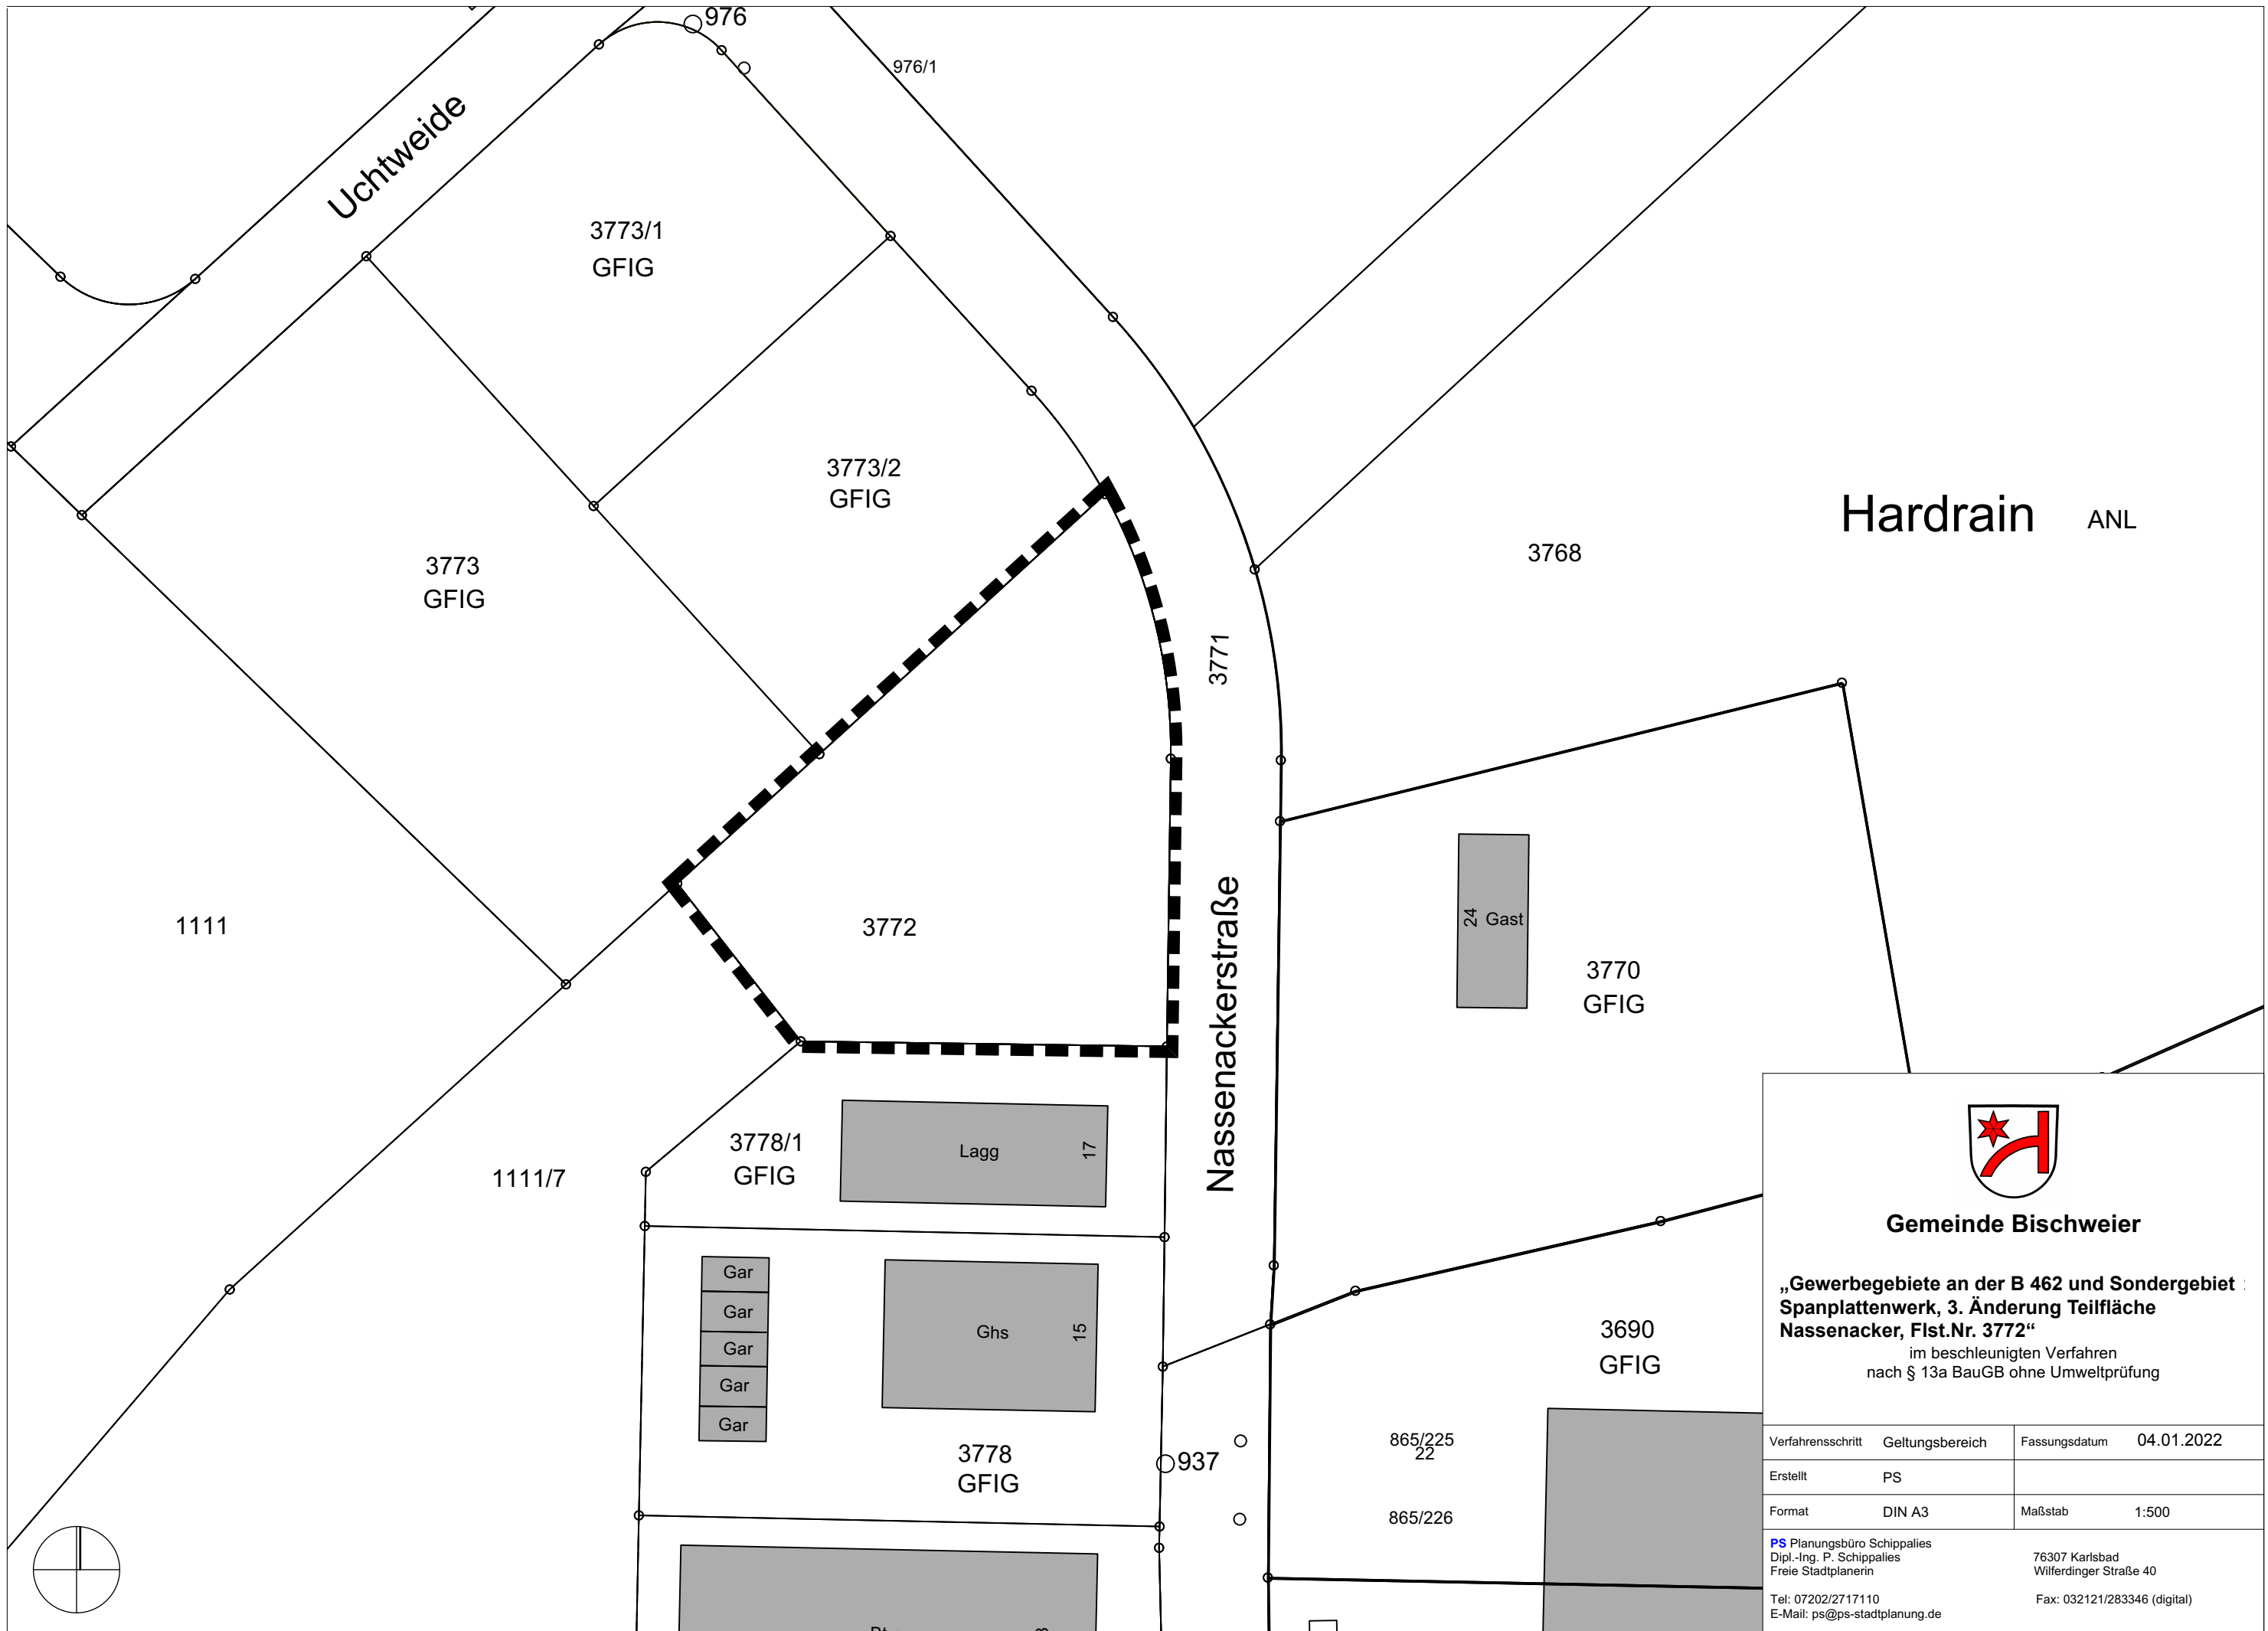 976
976/1
Uchtweide
3773/1
GFIG
3773/2
GFIG
Hardrain ANL
3768
3773
GFIG
3771
1111
3772
24 Gast
3770
GFIG
Nassenackerstraße
3778/1
GFIG
Lagg 17
1111/7
Gar
Gar
Gar
Gar
Gar
Ghs 15
3690
GFIG
3778
GFIG
937
865/225
22
865/226
Gemeinde Bischweier
„Gewerbegebiete an der B 462 und Sondergebiet
Spanplattenwerk, 3. Änderung Teilfläche
Nassenacker, Flst.Nr. 3772“
im beschleunigten Verfahren
nach § 13a BauGB ohne Umweltprüfung
Verfahrensschritt Geltungsbereich Fassungsdatum 04.01.2022
Erstellt PS
Format DIN A3 Maßstab 1:500
PS Planungsbüro Schippalies
Dipl.-Ing. P. Schippalies 76307 Karlsbad
Freie Stadtplanerin Wilferdinger Straße 40
Tel: 07202/2717110 Fax: 032121/283346 (digital)
E-Mail: ps@ps-stadtplanung.de